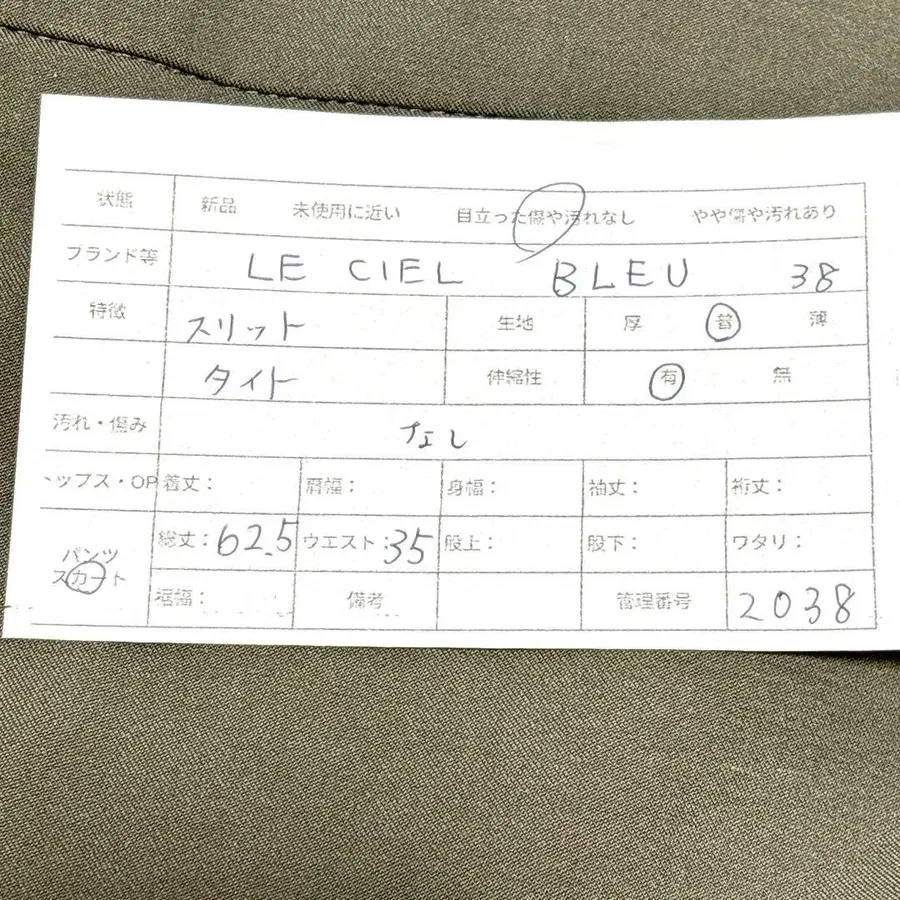 状態 新品 未使用に近い 目立った傷や汚れなし やや傷や汚れあり
ブランド等 LE CIEL BLEU 38
特徴 スリット 生地 厚 普 薄
タイト 伸縮性 有 無
汚れ・傷み なし
トップス・OP 着丈: 肩幅: 身幅: 袖丈: 裄丈:
パンツ 総丈:62.5 ウエスト:35 股上: 股下: ワタリ:
スカート 裾幅: 備考 管理番号 2038